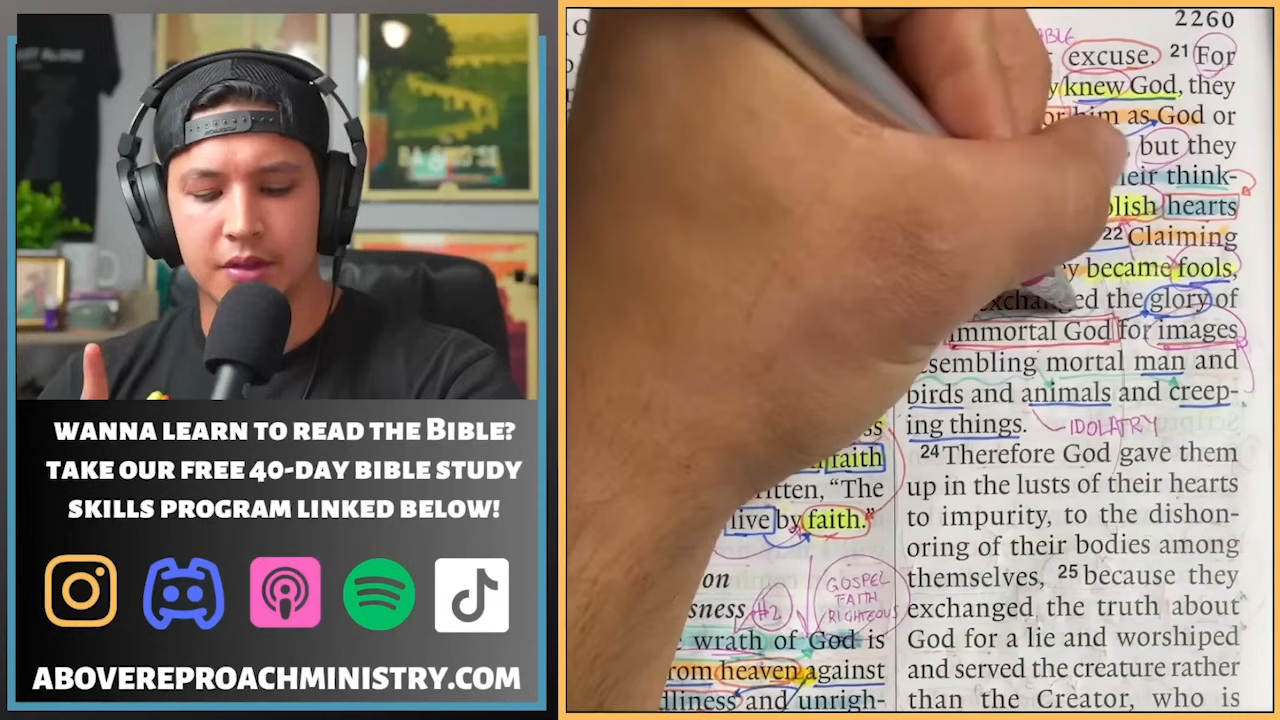 WANNA LEARN TO READ THE BIBLE?
TAKE OUR FREE 40-DAY BIBLE STUDY
SKILLS PROGRAM LINKED BELOW!
ABOVEREPROACHMINISTRY.COM
faith
"The
live by faith."
on
#2
wrath of God is
heaven against
and
GOSPEL
FAITH
RIGHTEOUS
2260
excuse. 21 For
knew God, they
him as God or
but they
think-
hearts
22 Claiming
became fools,
the glory of
immortal God for images
mortal man and
birds and animals and creep-
ing things.
IDOLATRY
24 Therefore God gave them
up in the lusts of their hearts
to impurity, to the dishon-
oring of their bodies among
themselves, 25 because they
exchanged the truth about
God for a lie and worshiped
and served the creature rather
than the Creator, who is